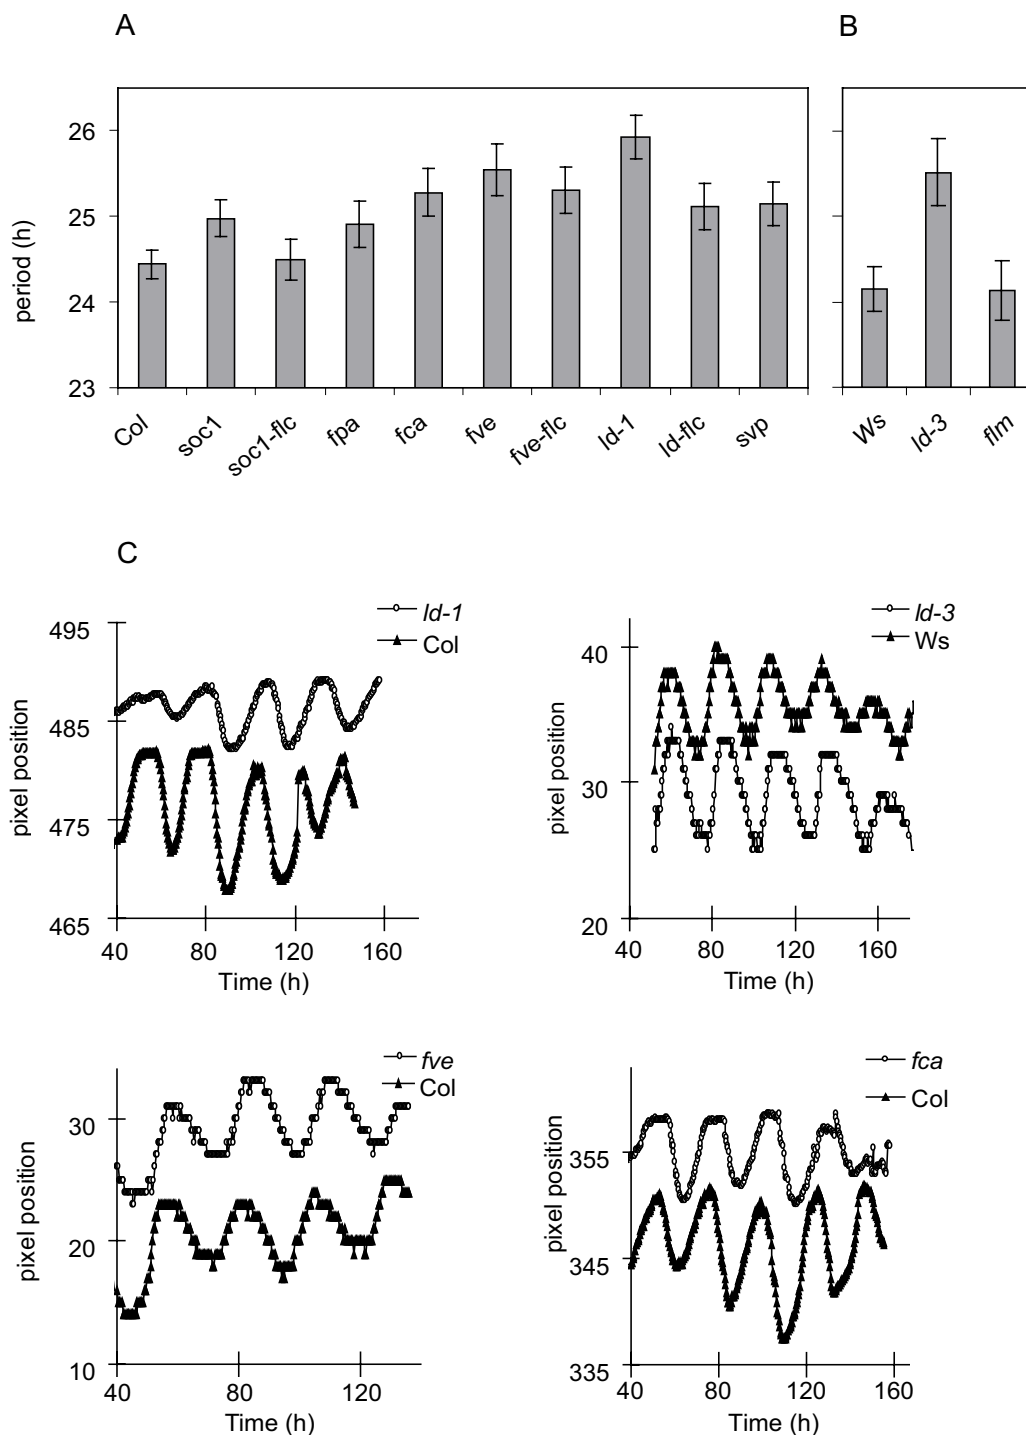 A
B
26
25
24
23
period (h)
Col
soc1
soc1-flc
fpa
fca
fve
fve-flc
ld-1
ld-flc
svp
Ws
ld-3
flm
C
ld-1
Col
495
485
475
465
pixel position
40
80
120
160
Time (h)
ld-3
Ws
40
30
20
pixel position
40
80
120
160
Time (h)
fve
Col
30
20
10
pixel position
40
80
120
Time (h)
fca
Col
355
345
335
pixel position
40
80
120
160
Time (h)